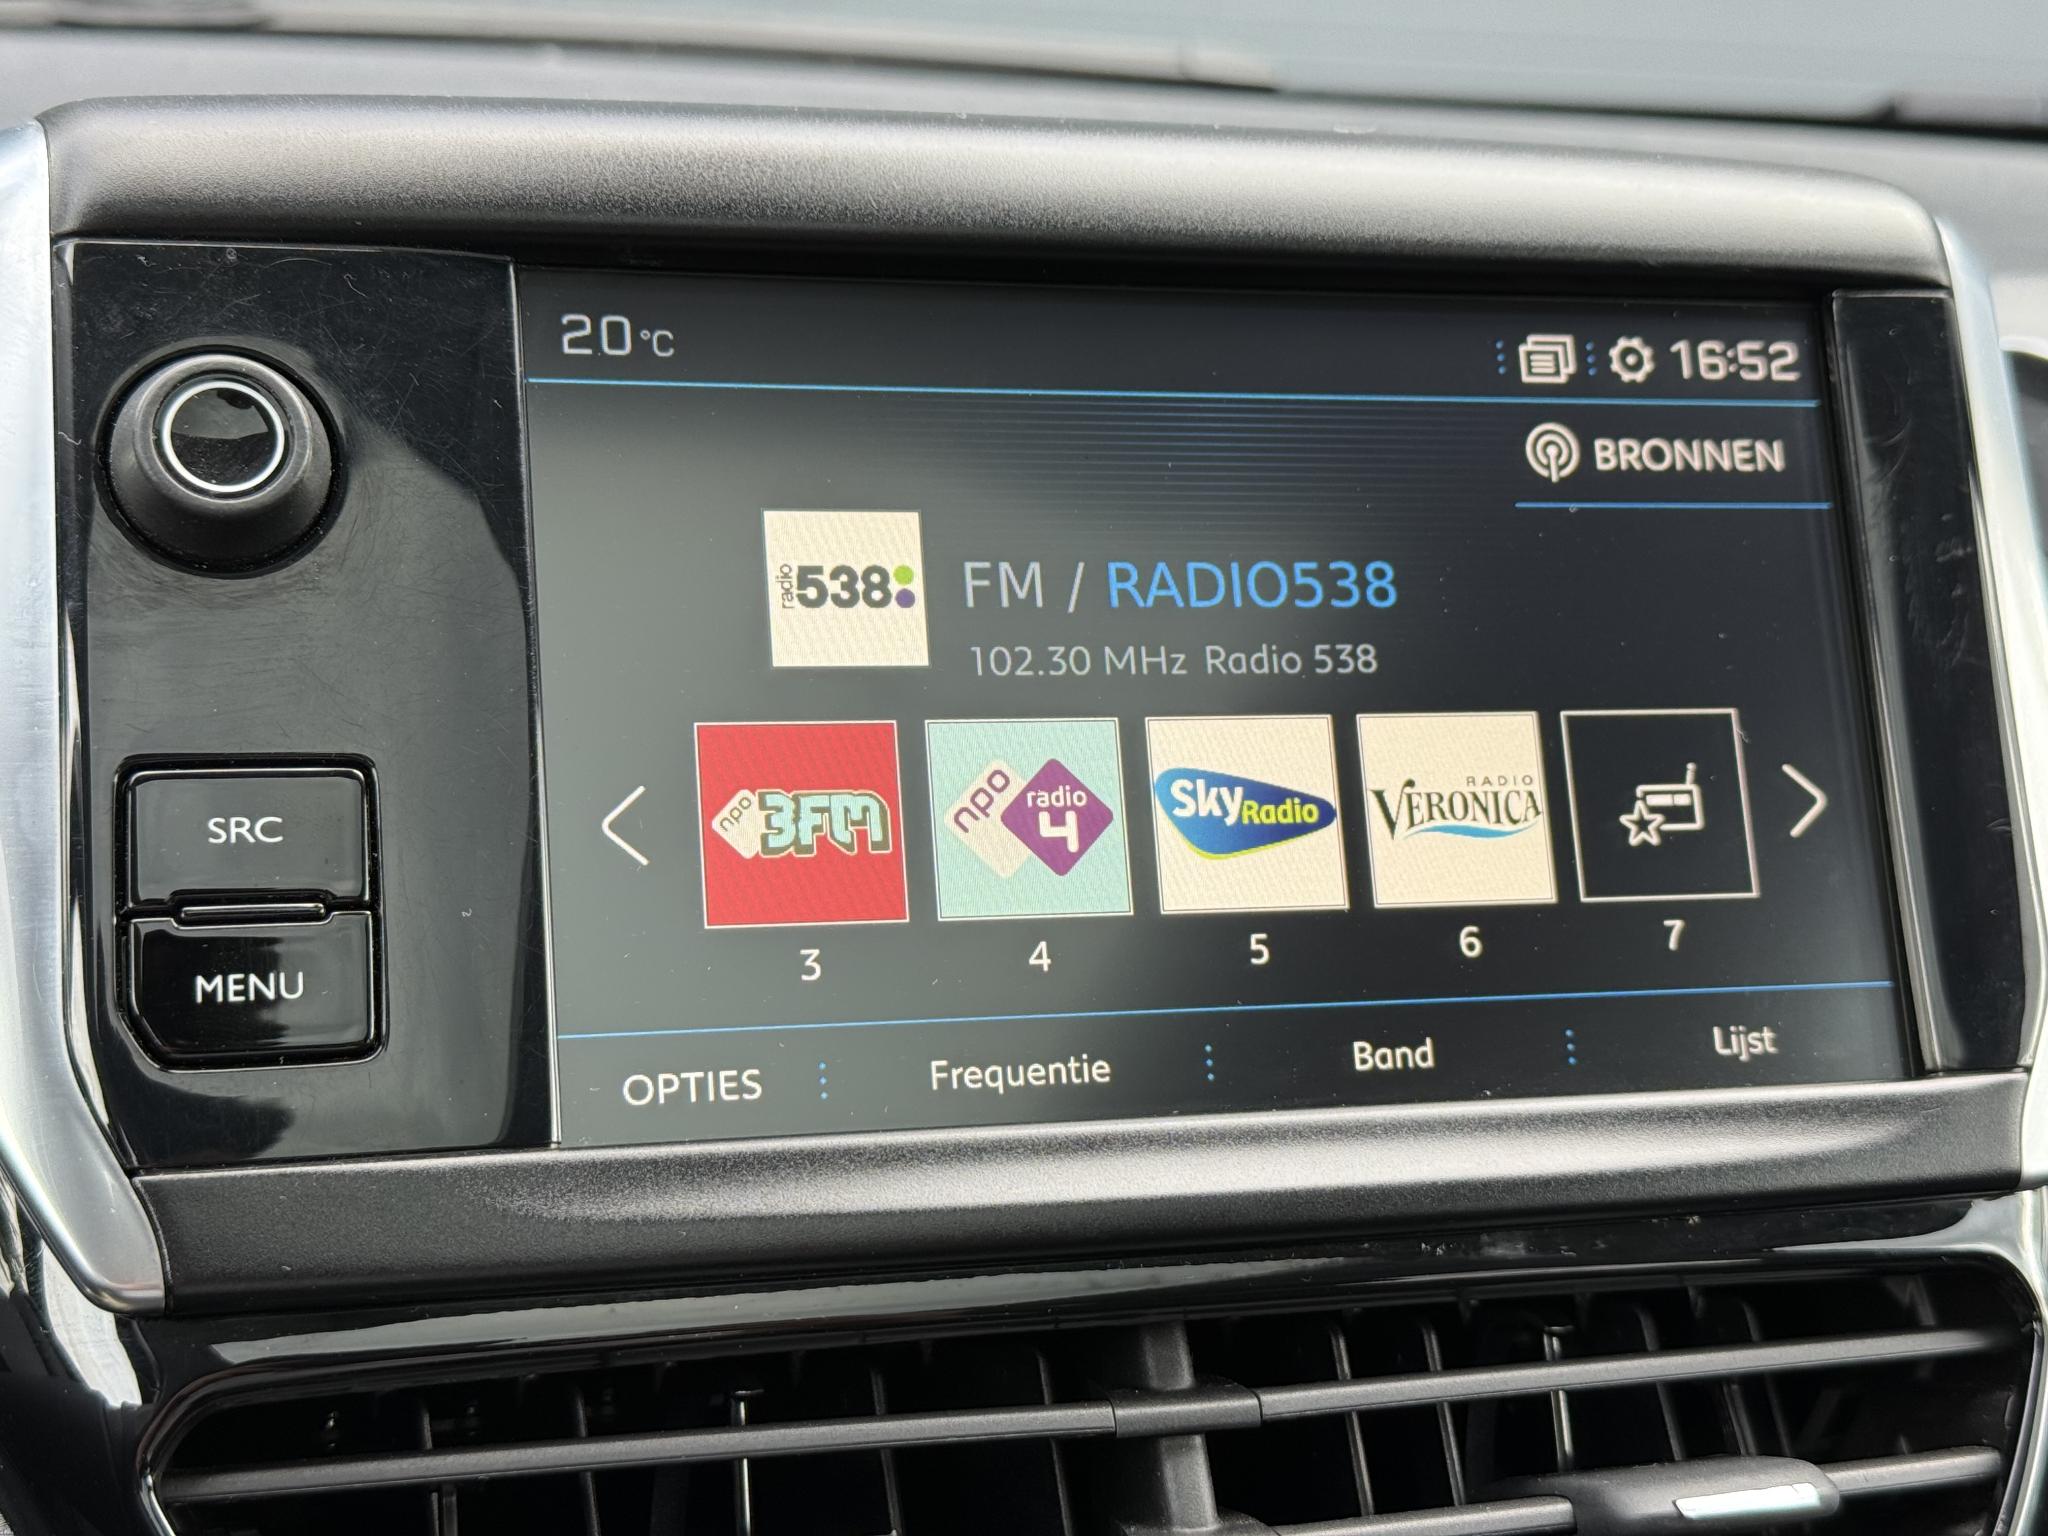 20 °C
16:52
BRONNEN
radio 538
FM / RADIO538
102.30 MHz Radio 538
npo 3FM
npo radio 4
Sky Radio
RADIO VERONICA
3
4
5
6
7
OPTIES
Frequentie
Band
Lijst
SRC
MENU